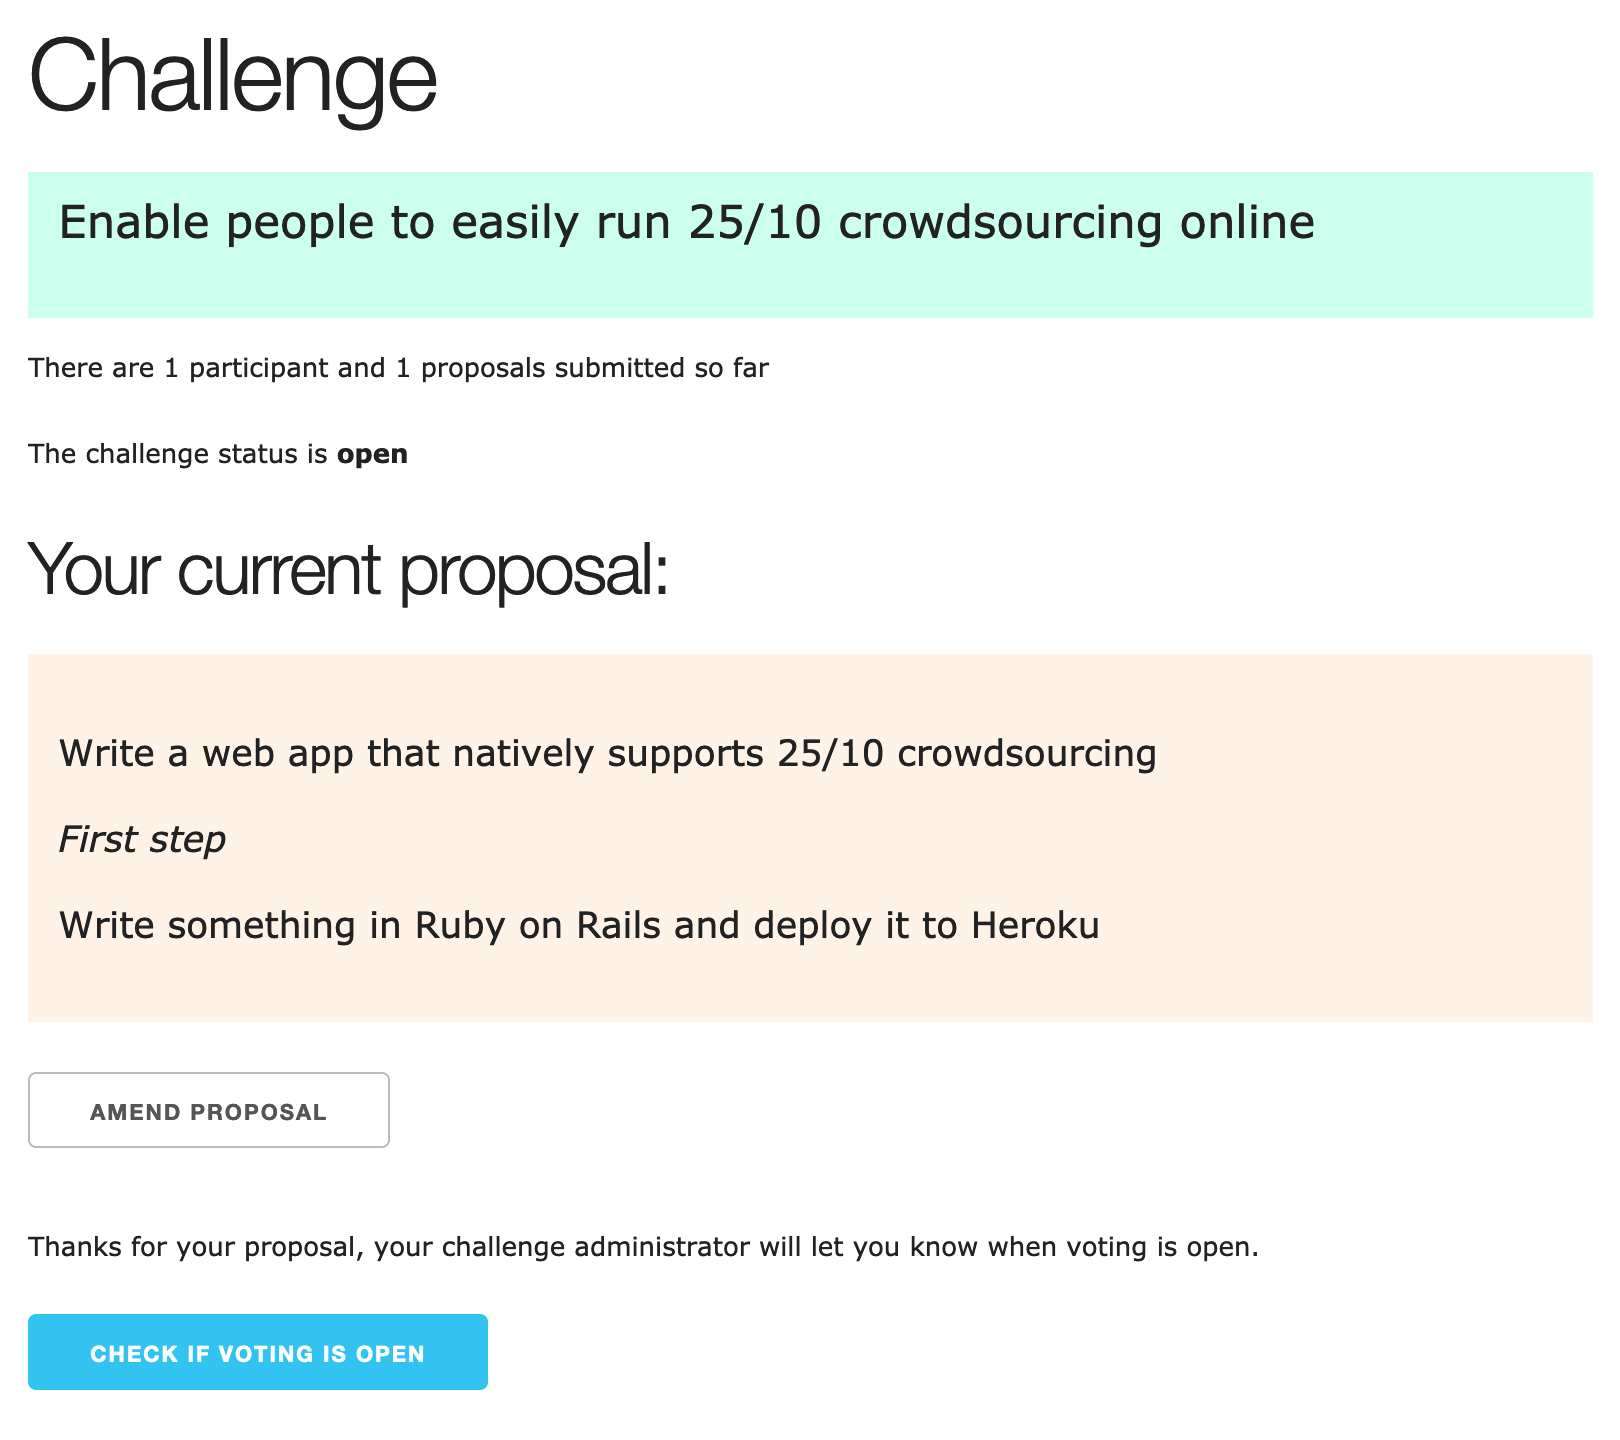 Challenge
Enable people to easily run 25/10 crowdsourcing online
There are 1 participant and 1 proposals submitted so far
The challenge status is open
Your current proposal:
Write a web app that natively supports 25/10 crowdsourcing
First step
Write something in Ruby on Rails and deploy it to Heroku
AMEND PROPOSAL
Thanks for your proposal, your challenge administrator will let you know when voting is open.
CHECK IF VOTING IS OPEN